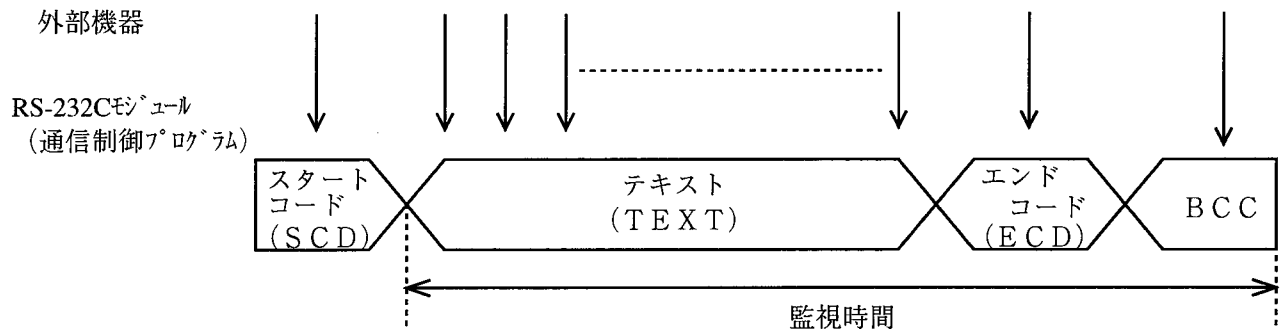 外部機器
RS-232Cﾓｼﾞｭｰﾙ
（通信制御ﾌﾟﾛｸﾞﾗﾑ）
スタート
コード
(SCD)
テキスト
(TEXT)
エンド
コード
(ECD)
BCC
監視時間